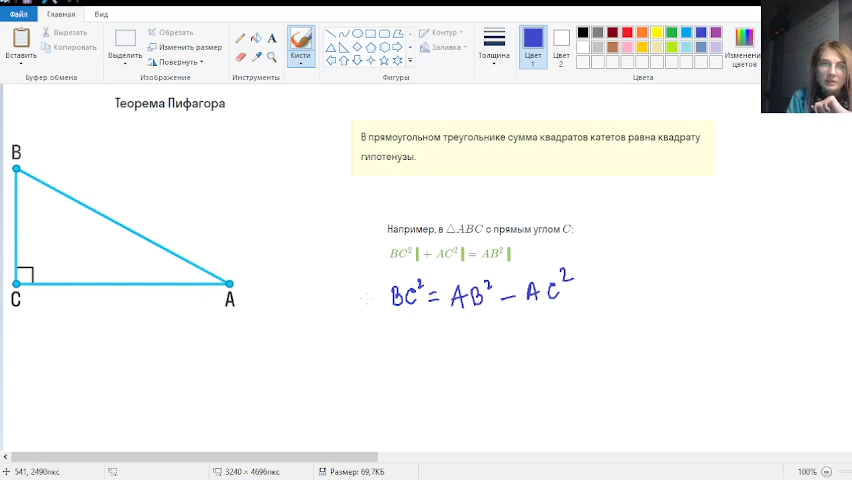 Файл Главная Вид
Вставить
Вырезать
Копировать
Буфер обмена
Выделить
Обрезать
Изменить размер
Повернуть
Изображение
Инструменты
Кисти
Контур
Заливка
Фигуры
Толщина
Цвет 1
Цвет 2
Цвета
Изменение цветов
Теорема Пифагора
В прямоугольном треугольнике сумма квадратов катетов равна квадрату
гипотенузы.
B
C
A
Например, в △ABC с прямым углом C:
BC² + AC² = AB²
BC² = AB² − AC²
541, 2490пкс
3240 × 4696пкс
Размер: 69,7КБ
100%